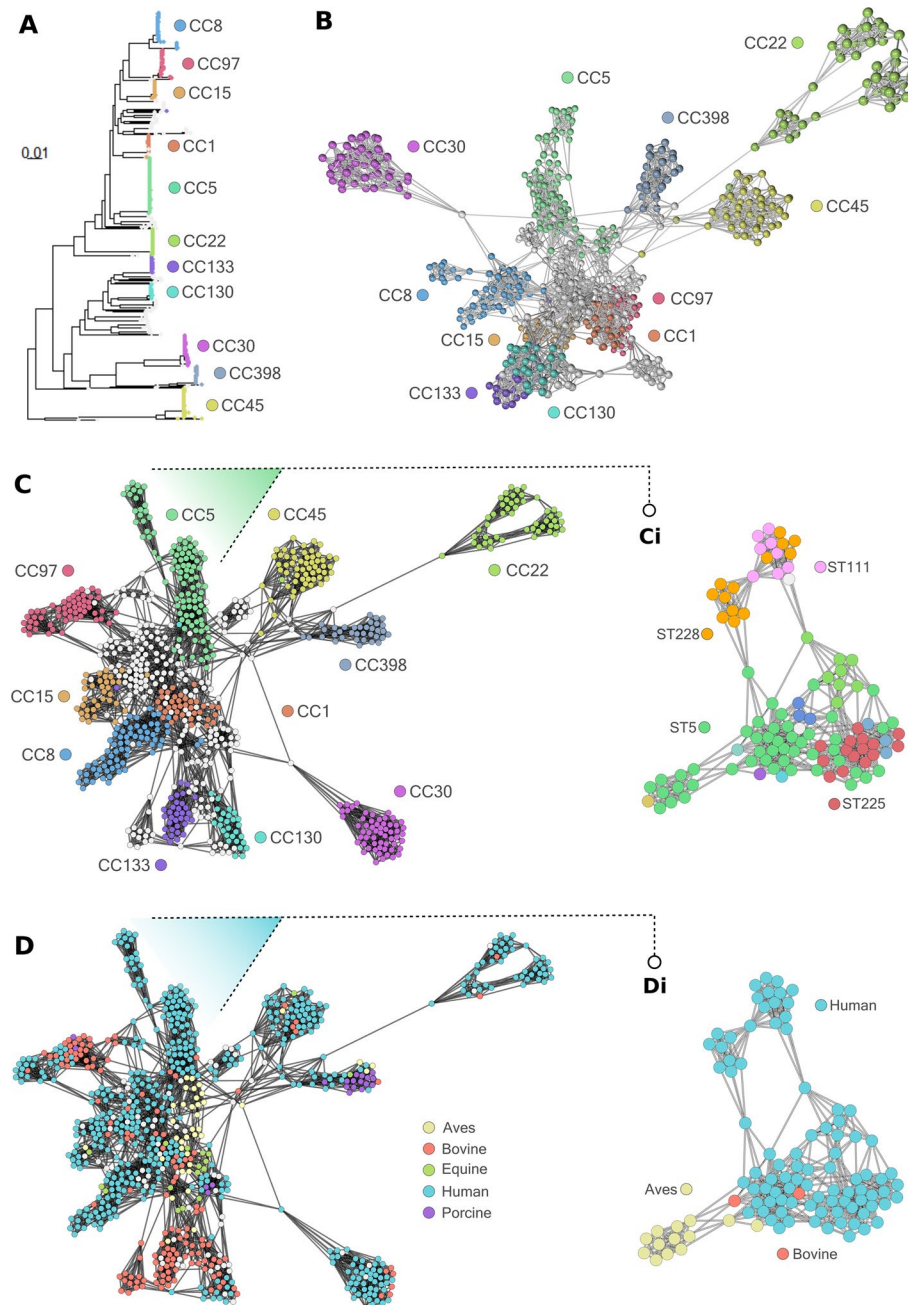 A
CC8
CC97
CC15
0.01
CC1
CC5
CC22
CC133
CC130
CC30
CC398
CC45
B
CC22
CC5
CC398
CC30
CC45
CC8
CC97
CC15
CC1
CC133
CC130
C
CC5
CC45
CC97
CC22
CC398
CC15
CC1
CC8
CC30
CC130
CC133
Ci
ST111
ST228
ST5
ST225
D
Aves
Bovine
Equine
Human
Porcine
Di
Human
Aves
Bovine